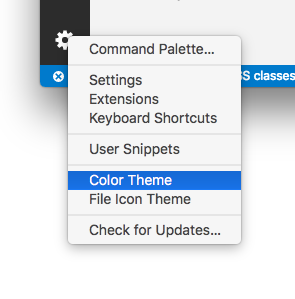 Command Palette...
Settings
SS classes
Extensions
Keyboard Shortcuts
User Snippets
Color Theme
File Icon Theme
Check for Updates...